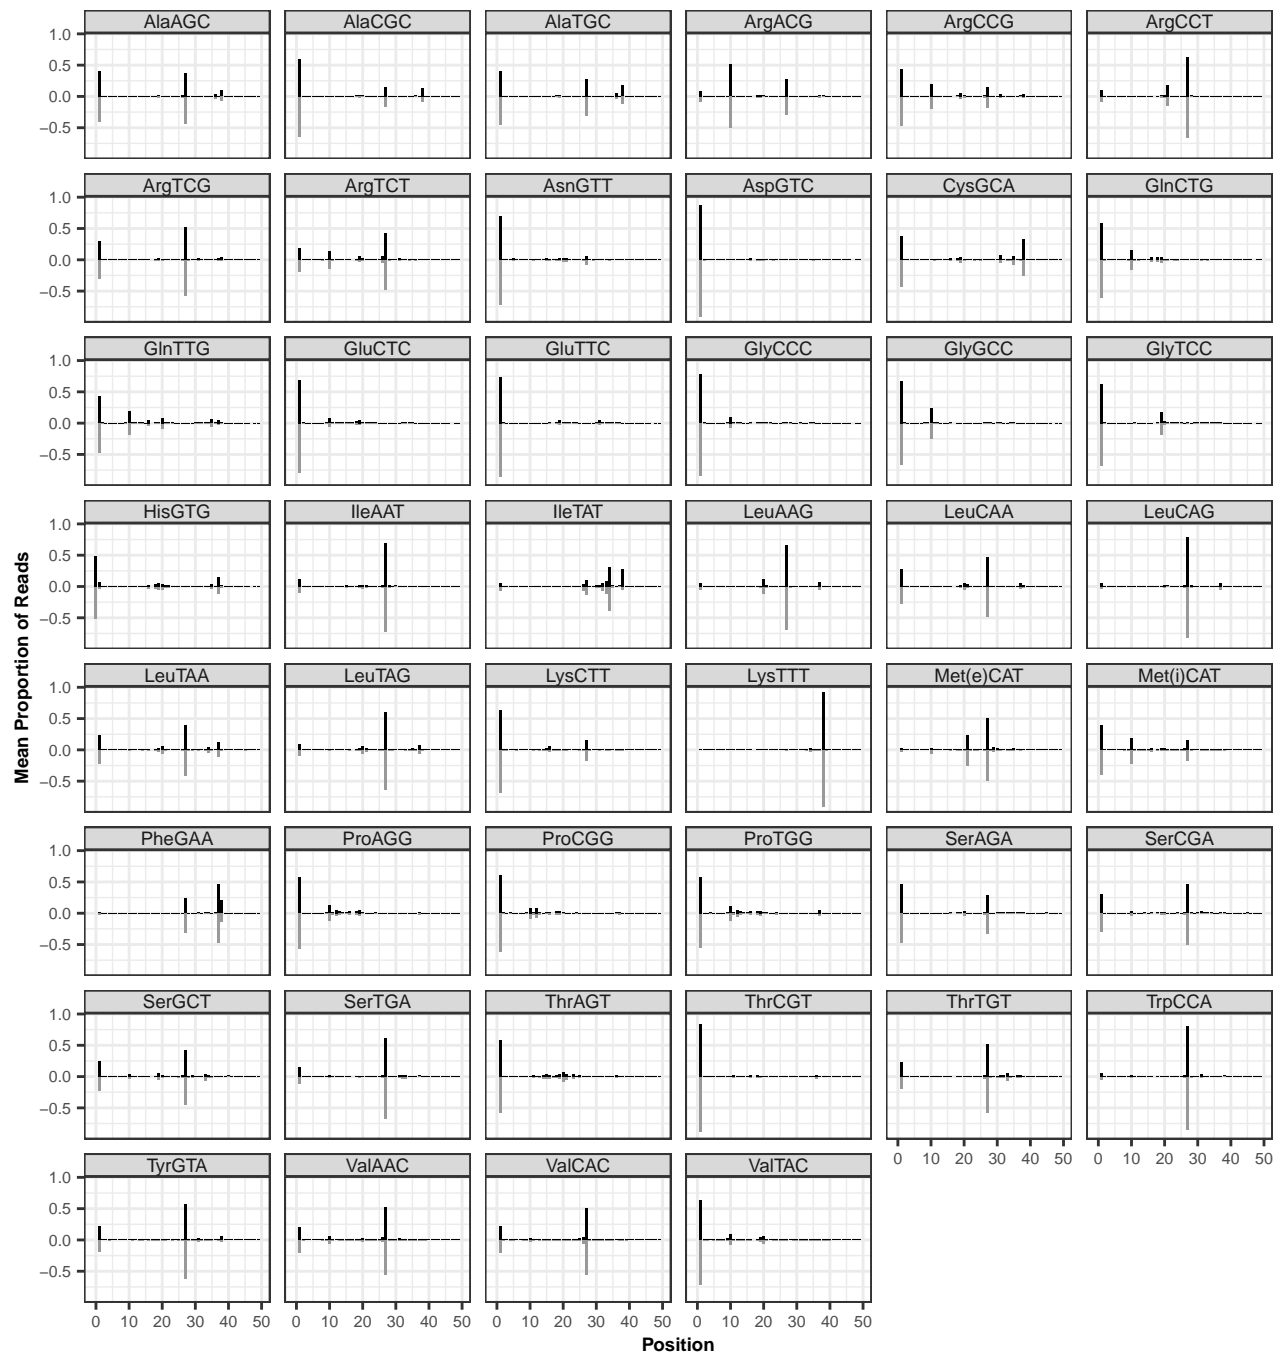 AlaAGC AlaCGC AlaTGC ArgACG ArgCCG ArgCCT
1.0
0.5
0.0
−0.5
ArgTCG ArgTCT AsnGTT AspGTC CysGCA GlnCTG
1.0
0.5
0.0
−0.5
GlnTTG GluCTC GluTTC GlyCCC GlyGCC GlyTCC
1.0
0.5
0.0
−0.5
HisGTG IleAAT IleTAT LeuAAG LeuCAA LeuCAG
1.0
0.5
0.0
−0.5
Mean Proportion of Reads
LeuTAA LeuTAG LysCTT LysTTT Met(e)CAT Met(i)CAT
1.0
0.5
0.0
−0.5
PheGAA ProAGG ProCGG ProTGG SerAGA SerCGA
1.0
0.5
0.0
−0.5
SerGCT SerTGA ThrAGT ThrCGT ThrTGT TrpCCA
1.0
0.5
0.0
−0.5
0 10 20 30 40 50 0 10 20 30 40 50
TyrGTA ValAAC ValCAC ValTAC
1.0
0.5
0.0
−0.5
0 10 20 30 40 50 0 10 20 30 40 50 0 10 20 30 40 50 0 10 20 30 40 50
Position